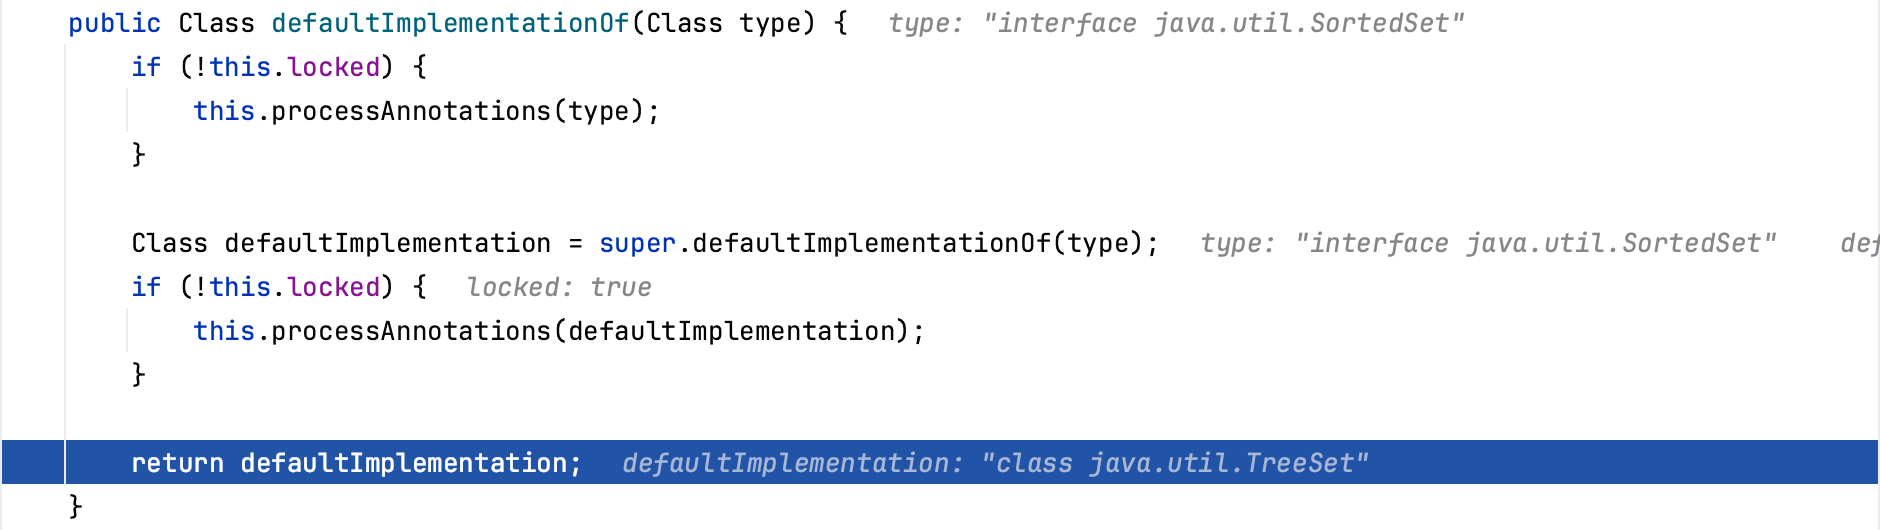 public Class defaultImplementationOf(Class type) {   type: "interface java.util.SortedSet"
    if (!this.locked) {
        this.processAnnotations(type);
    }
    Class defaultImplementation = super.defaultImplementationOf(type);   type: "interface java.util.SortedSet"
    if (!this.locked) {   locked: true
        this.processAnnotations(defaultImplementation);
    }
    return defaultImplementation;   defaultImplementation: "class java.util.TreeSet"
}